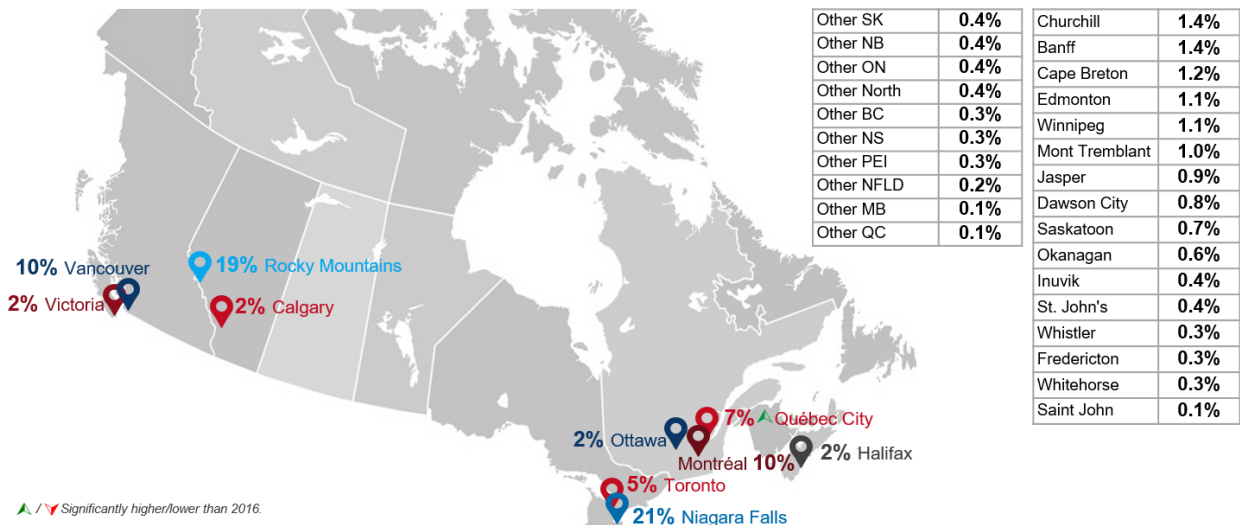 Other SK 0.4%
Other NB 0.4%
Other ON 0.4%
Other North 0.4%
Other BC 0.3%
Other NS 0.3%
Other PEI 0.3%
Other NFLD 0.2%
Other MB 0.1%
Other QC 0.1%
Churchill 1.4%
Banff 1.4%
Cape Breton 1.2%
Edmonton 1.1%
Winnipeg 1.1%
Mont Tremblant 1.0%
Jasper 0.9%
Dawson City 0.8%
Saskatoon 0.7%
Okanagan 0.6%
Inuvik 0.4%
St. John's 0.4%
Whistler 0.3%
Fredericton 0.3%
Whitehorse 0.3%
Saint John 0.1%
10% Vancouver
19% Rocky Mountains
2% Victoria
2% Calgary
7% Québec City
2% Ottawa
2% Halifax
Montréal 10%
5% Toronto
21% Niagara Falls
/ Significantly higher/lower than 2016.